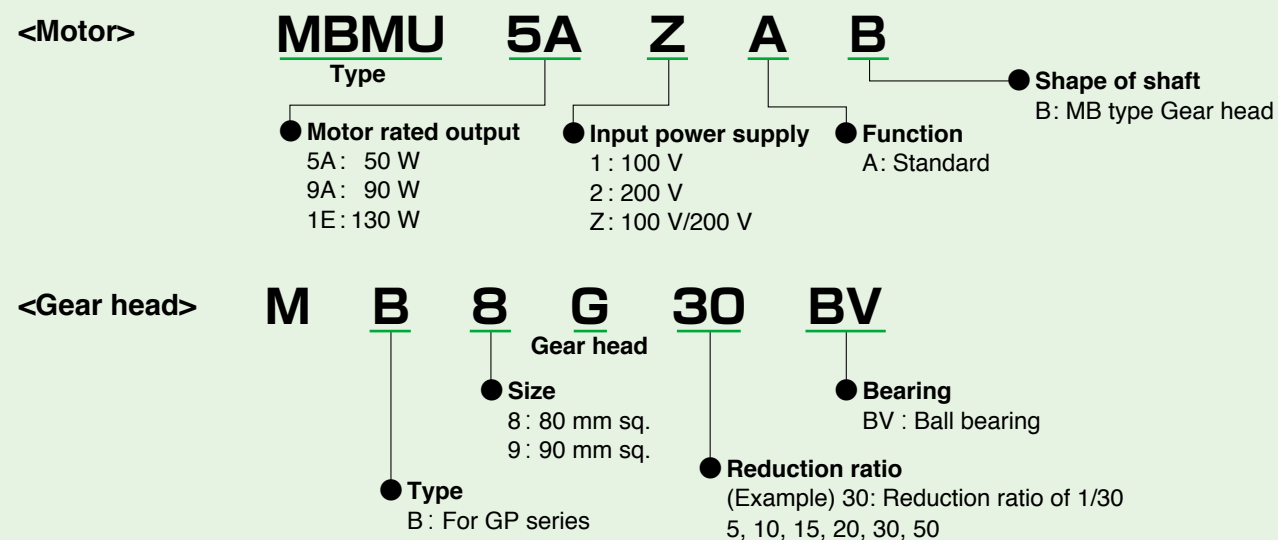 <Motor> MBMU 5A Z A B
Type
Shape of shaft
B: MB type Gear head
Motor rated output
5A: 50 W
9A: 90 W
1E: 130 W
Input power supply
1: 100 V
2: 200 V
Z: 100 V/200 V
Function
A: Standard
<Gear head> M B 8 G 30 BV
Gear head
Size
8: 80 mm sq.
9: 90 mm sq.
Bearing
BV : Ball bearing
Reduction ratio
(Example) 30: Reduction ratio of 1/30
5, 10, 15, 20, 30, 50
Type
B: For GP series